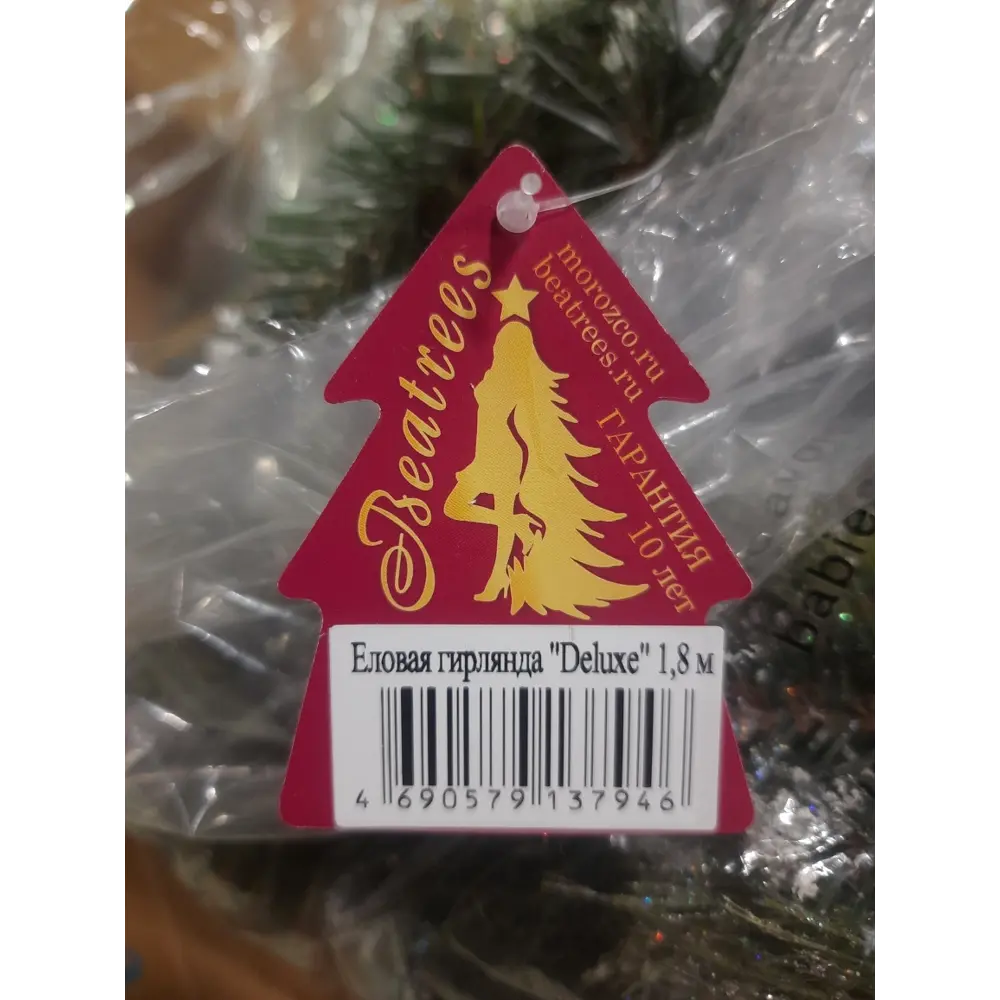 Beatrees
morozco.ru
beatrees.ru
ГАРАНТИЯ
10 лет
Еловая гирлянда "Deluxe" 1,8 м
4 690579 137946